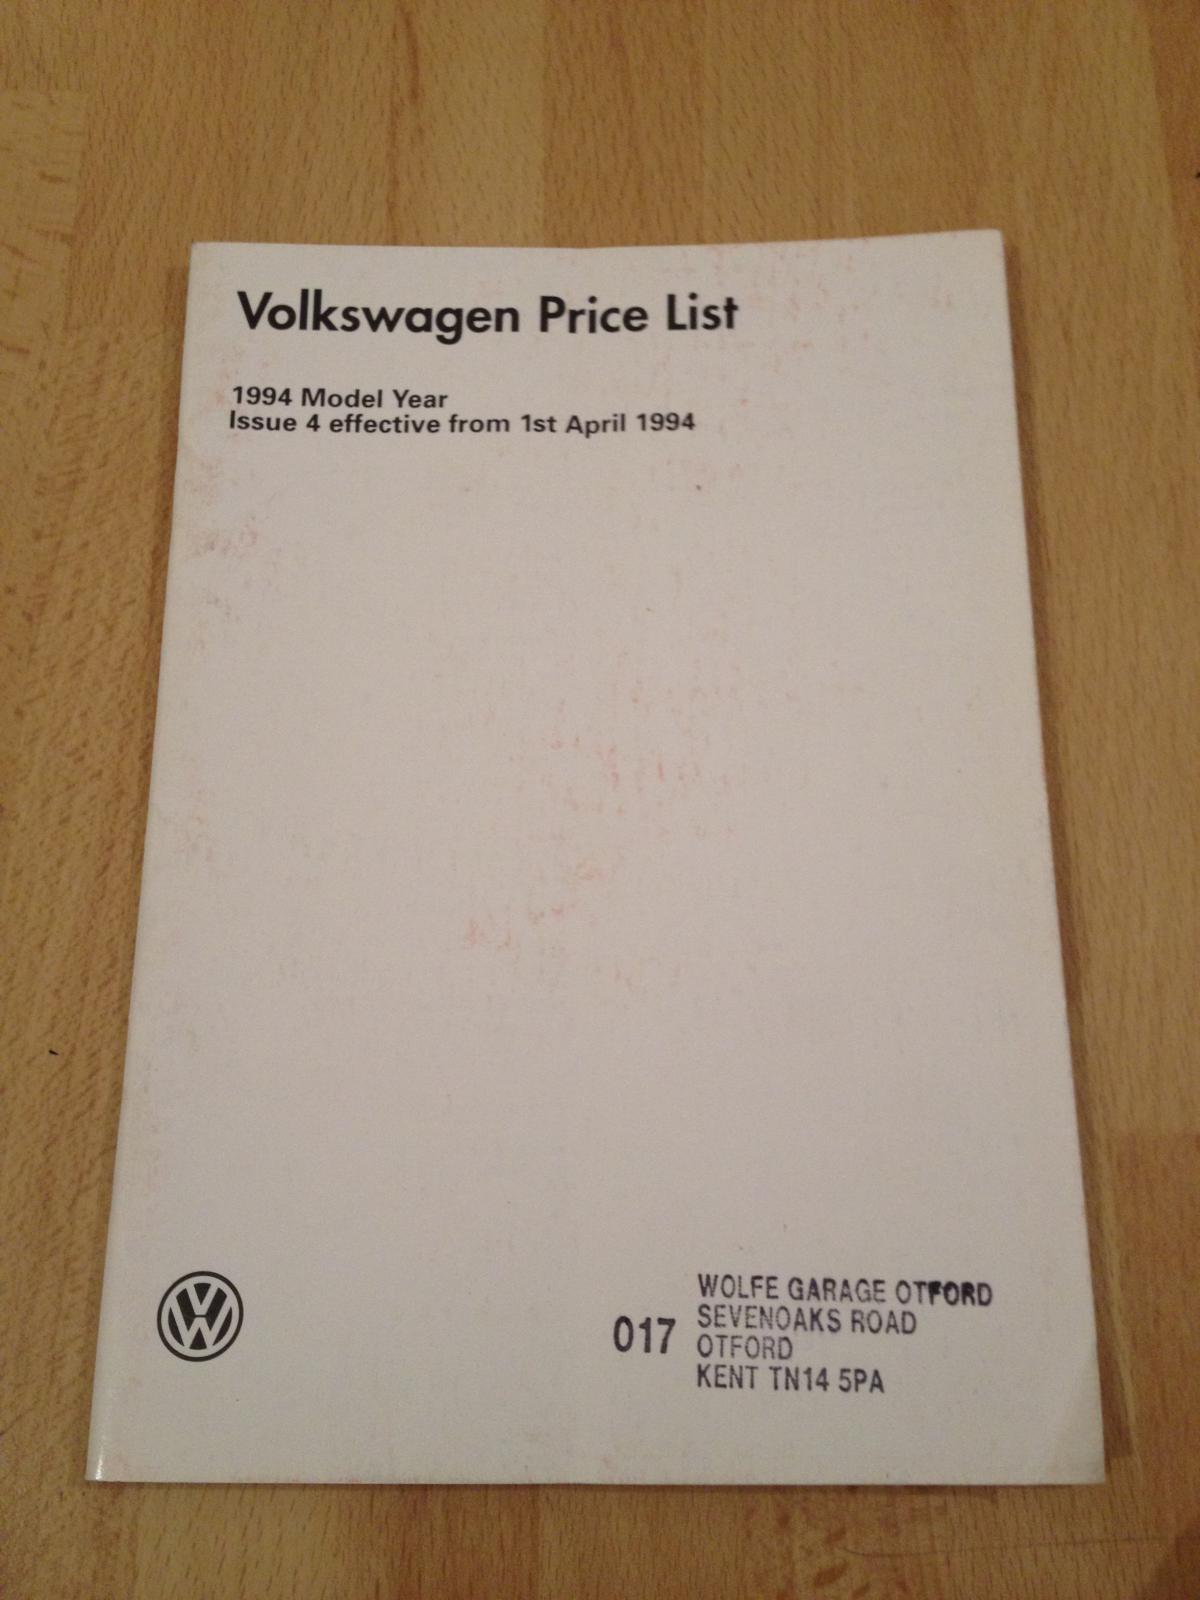 Volkswagen Price List
1994 Model Year
Issue 4 effective from 1st April 1994
017
WOLFE GARAGE OTFORD
SEVENOAKS ROAD
OTFORD
KENT TN14 5PA